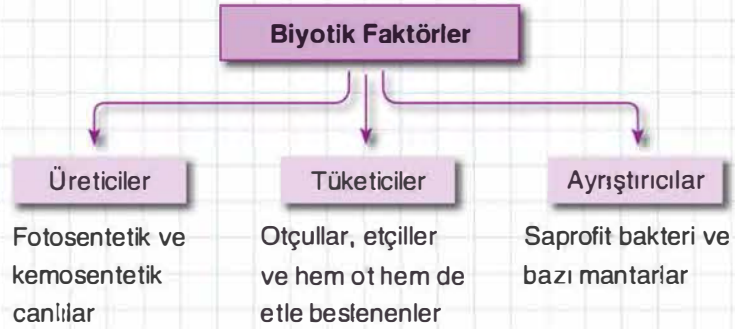 Biyotik Faktörler
Üreticiler
Fotosentetik ve
kemosentetik
canlılar
Tüketiciler
Otçullar, etçiller
ve hem ot hem de
etle beslenenler
Ayrıştırıcılar
Saprofit bakteri ve
bazı mantarlar